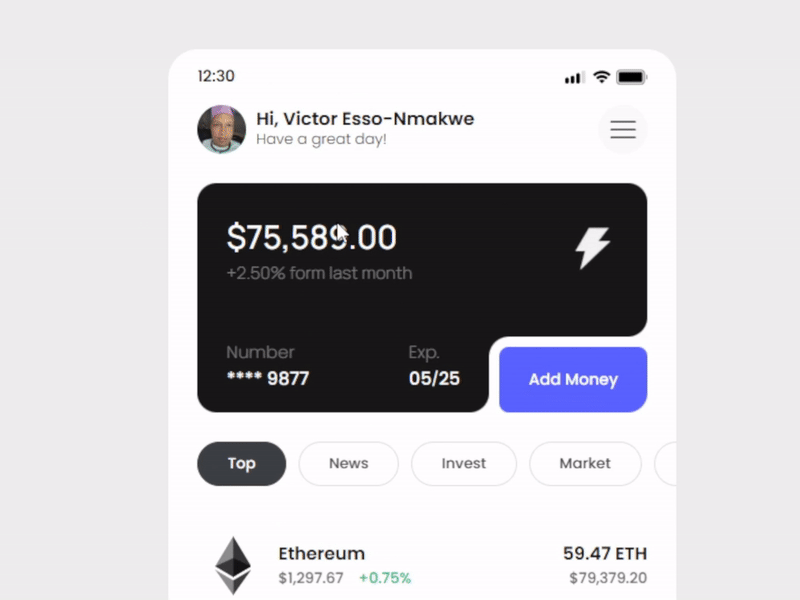 12:30
Hi, Victor Esso-Nmakwe
Have a great day!
$75,589.00
+2.50% form last month
Number
Exp.
**** 9877
05/25
Add Money
Top
News
Invest
Market
Ethereum
59.47 ETH
$1,297.67
+0.75%
$79,379.20